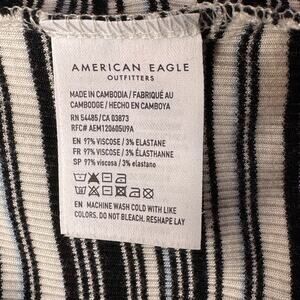 AMERICAN EAGLE
OUTFITTERS
MADE IN CAMBODIA / FABRIQUÉ AU
CAMBODGE / HECHO EN CAMBOYA
RN 54485/CA 03873
RFC# AEM120605U9A
EN 97% VISCOSE / 3% ELASTANE
FR 97% VISCOSE / 3% ÉLASTHANNE
SP 97% viscosa / 3% elastano
EN MACHINE WASH COLD WITH LIKE
COLORS. DO NOT BLEACH. RESHAPE LAY